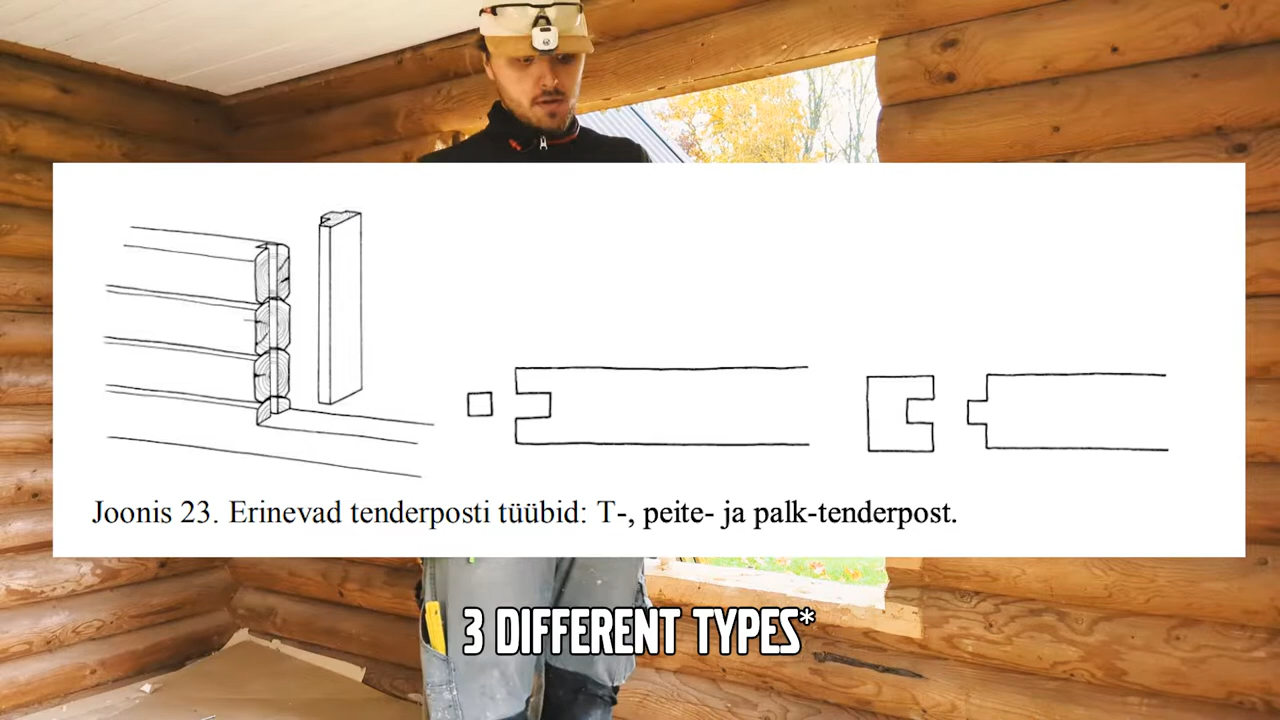 Joonis 23. Erinevad tenderposti tüübid: T-, peite- ja palk-tenderpost.
3 DIFFERENT TYPES*